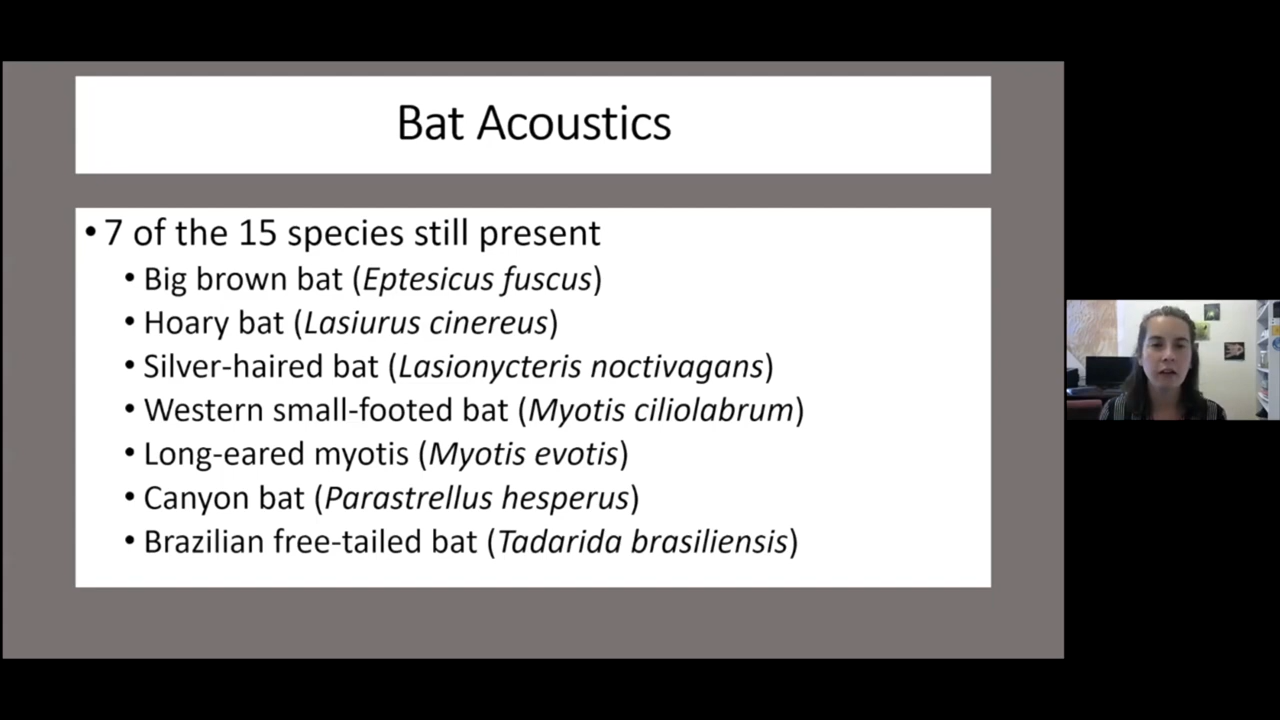 Bat Acoustics
• 7 of the 15 species still present
• Big brown bat (Eptesicus fuscus)
• Hoary bat (Lasiurus cinereus)
• Silver-haired bat (Lasionycteris noctivagans)
• Western small-footed bat (Myotis ciliolabrum)
• Long-eared myotis (Myotis evotis)
• Canyon bat (Parastrellus hesperus)
• Brazilian free-tailed bat (Tadarida brasiliensis)